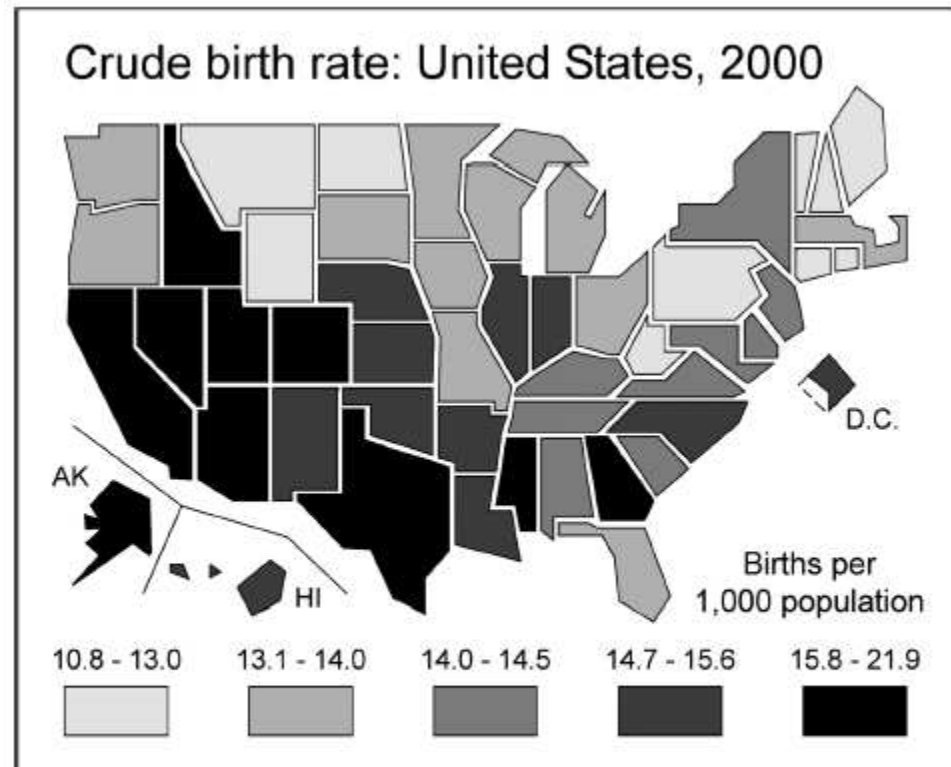 Crude birth rate: United States, 2000
D.C.
AK
HI
Births per
1,000 population
10.8 - 13.0
13.1 - 14.0
14.0 - 14.5
14.7 - 15.6
15.8 - 21.9